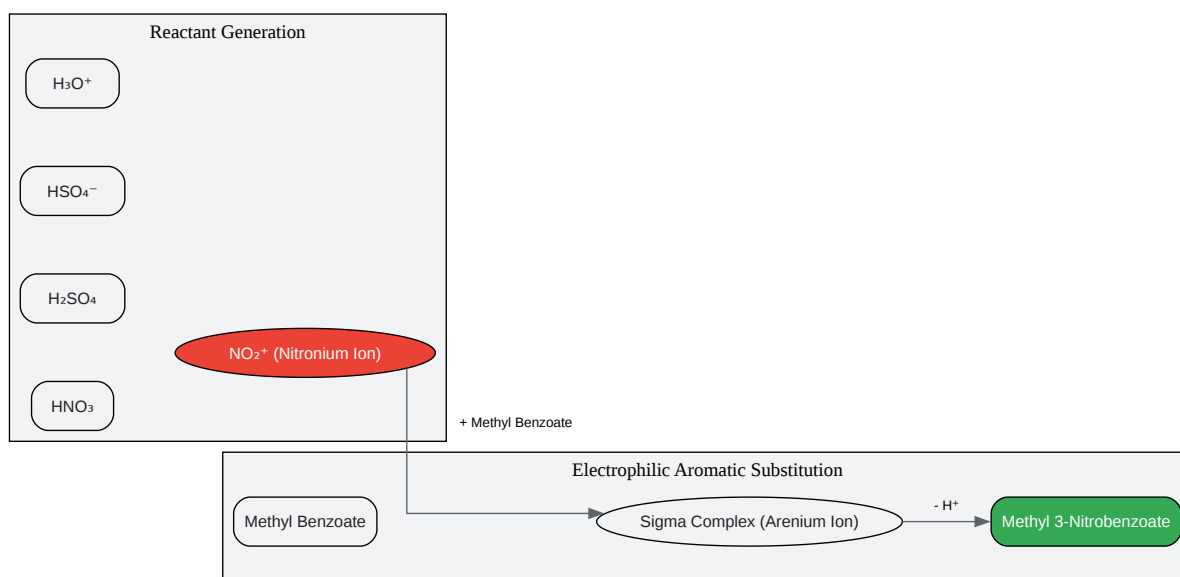 Reactant Generation
H₃O⁺
HSO₄⁻
H₂SO₄
NO₂⁺ (Nitronium Ion)
HNO₃
+ Methyl Benzoate
Electrophilic Aromatic Substitution
Methyl Benzoate
Sigma Complex (Arenium Ion)
- H⁺
Methyl 3-Nitrobenzoate